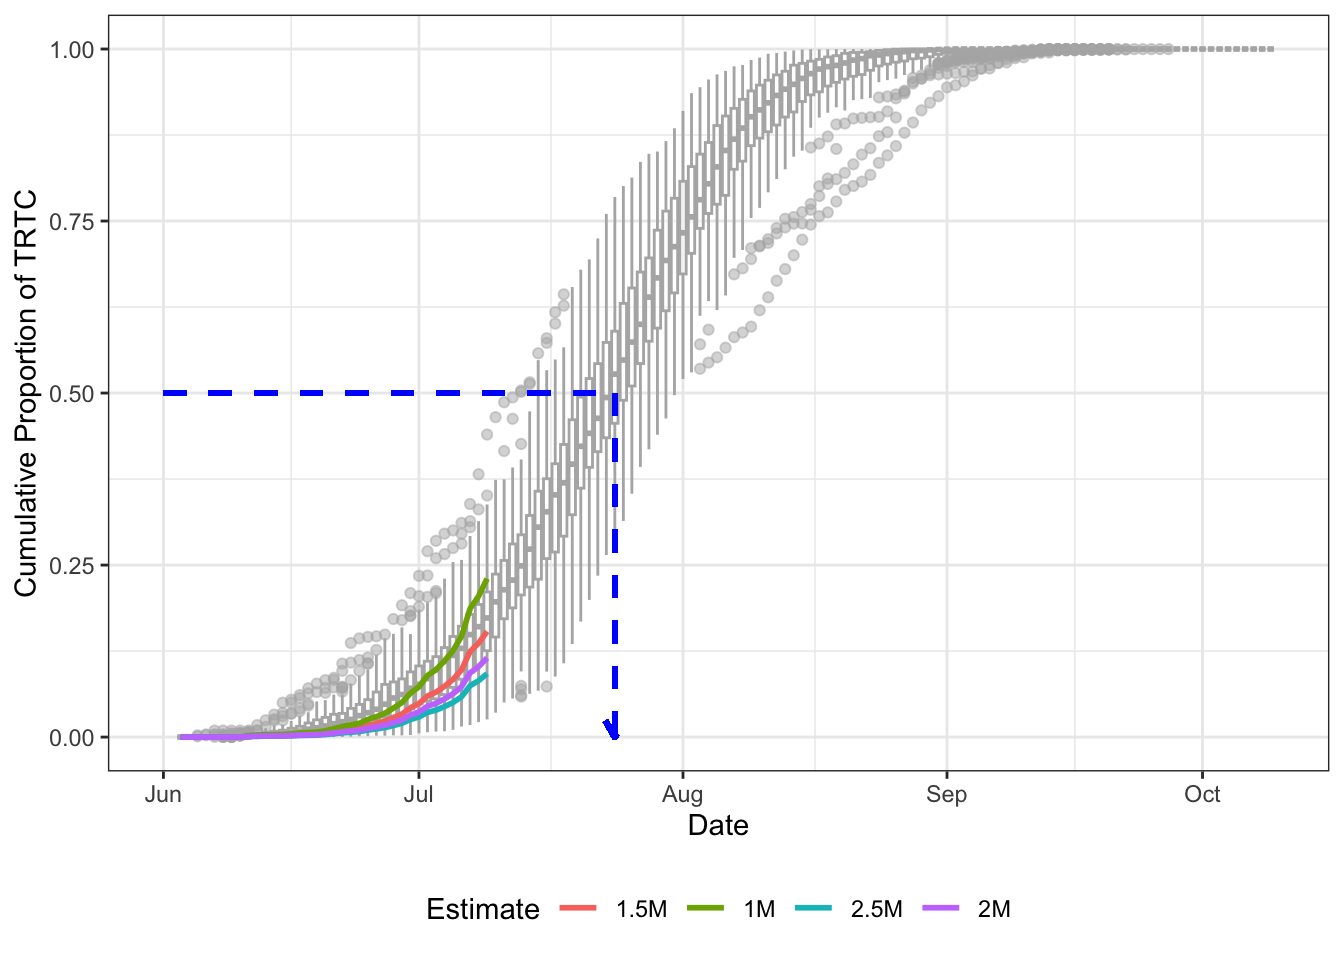 1.00
0.75
0.50
0.25
0.00
Cumulative Proportion of TRTC
Jun Jul Aug Sep Oct
Date
Estimate 1.5M 1M 2.5M 2M